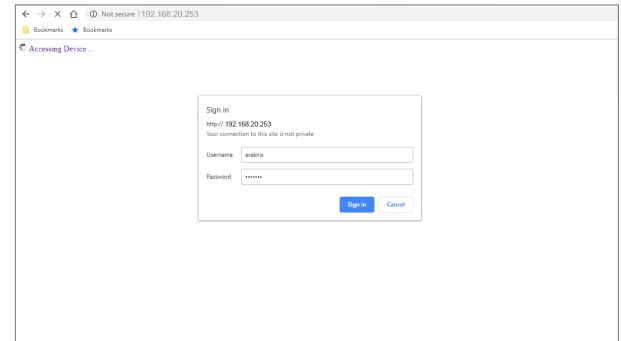 Not secure | 192.168.20.253
Bookmarks Bookmarks
Accessing Device ...
Sign in
http:// 192.168.20.253
Your connection to this site is not private
Username araknis
Password •••••••
Sign in Cancel